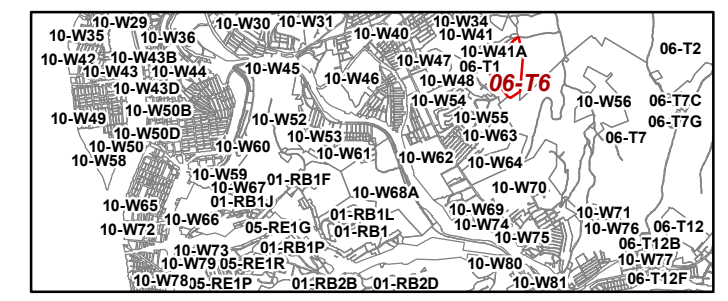 10-W29 10-W30 10-W31 10-W34
10-W35 10-W36 10-W40 10-W41
10-W42 10-W43B 10-W41A 06-T2
10-W43 10-W44 10-W45 10-W46 10-W47 06-T1
10-W43D 10-W48 06-T6
10-W50B 10-W54 10-W56 06-T7C
10-W49 10-W52 10-W55 06-T7G
10-W50D 10-W53 10-W63 06-T7
10-W50 10-W60 10-W61 10-W62
10-W58 10-W64
10-W59 01-RB1F
10-W67 10-W68A 10-W70
10-W65 01-RB1J
10-W66 01-RB1L 10-W69 10-W71
10-W72 05-RE1G 01-RB1 10-W74 10-W76 06-T12
10-W73 01-RB1P 10-W75 06-T12B
10-W79 05-RE1R 10-W80 10-W77
10-W78 05-RE1P 01-RB2B 01-RB2D 10-W81 06-T12F